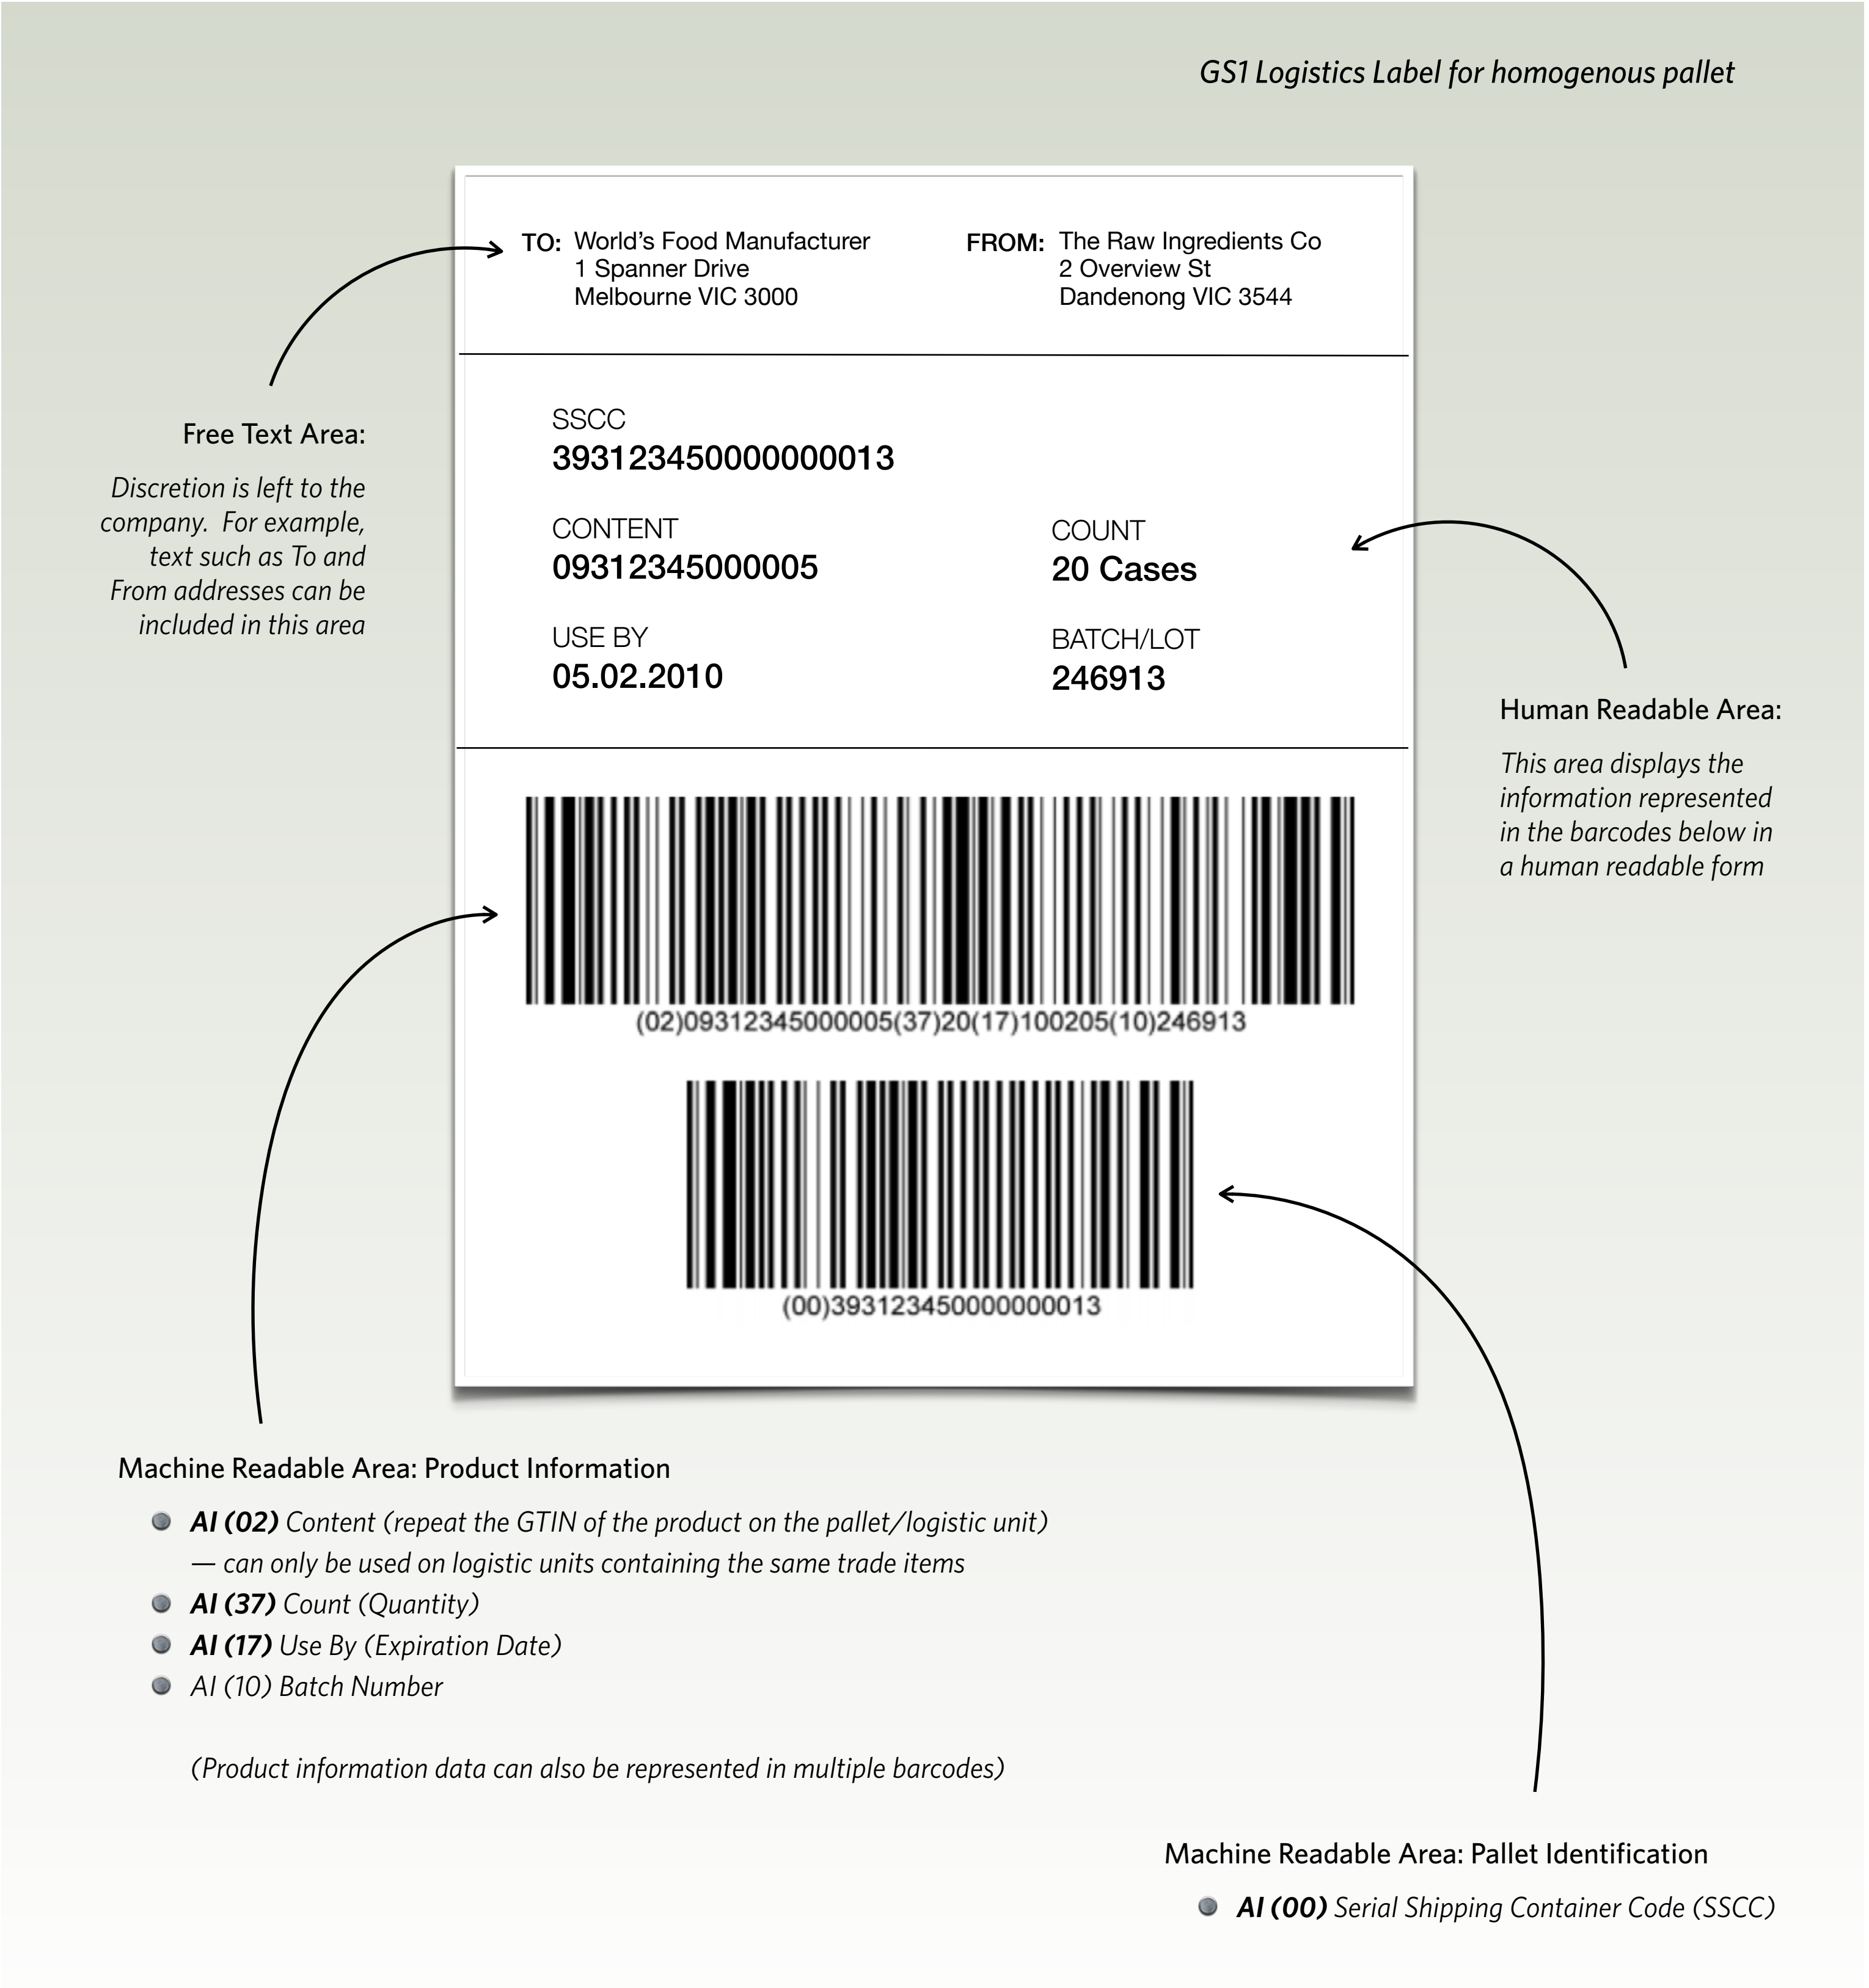 GS1 Logistics Label for homogenous pallet
TO: World's Food Manufacturer
1 Spanner Drive
Melbourne VIC 3000
FROM: The Raw Ingredients Co
2 Overview St
Dandenong VIC 3544
Free Text Area:
Discretion is left to the
company.  For example,
text such as To and
From addresses can be
included in this area
SSCC
393123450000000013
CONTENT
09312345000005
COUNT
20 Cases
USE BY
05.02.2010
BATCH/LOT
246913
Human Readable Area:
This area displays the
information represented
in the barcodes below in
a human readable form
(02)09312345000005(37)20(17)100205(10)246913
(00)393123450000000013
Machine Readable Area: Product Information
AI (02) Content (repeat the GTIN of the product on the pallet/logistic unit)
— can only be used on logistic units containing the same trade items
AI (37) Count (Quantity)
AI (17) Use By (Expiration Date)
AI (10) Batch Number
(Product information data can also be represented in multiple barcodes)
Machine Readable Area: Pallet Identification
AI (00) Serial Shipping Container Code (SSCC)